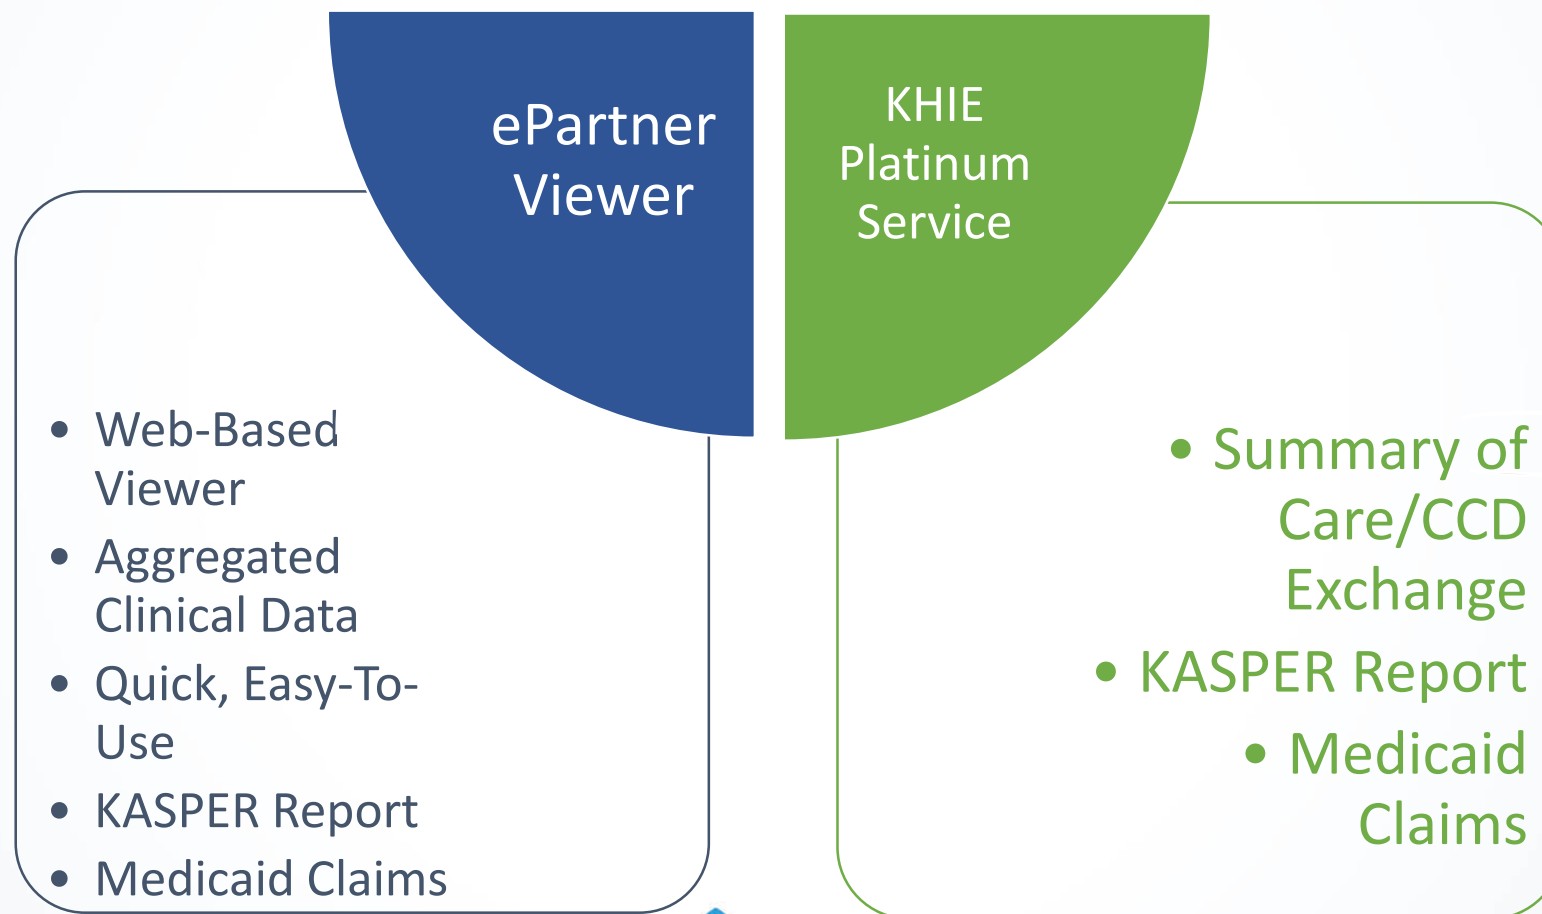 ePartner
Viewer
KHIE
Platinum
Service
• Web-Based
Viewer
• Aggregated
Clinical Data
• Quick, Easy-To-
Use
• KASPER Report
• Medicaid Claims
• Summary of
Care/CCD
Exchange
• KASPER Report
• Medicaid
Claims